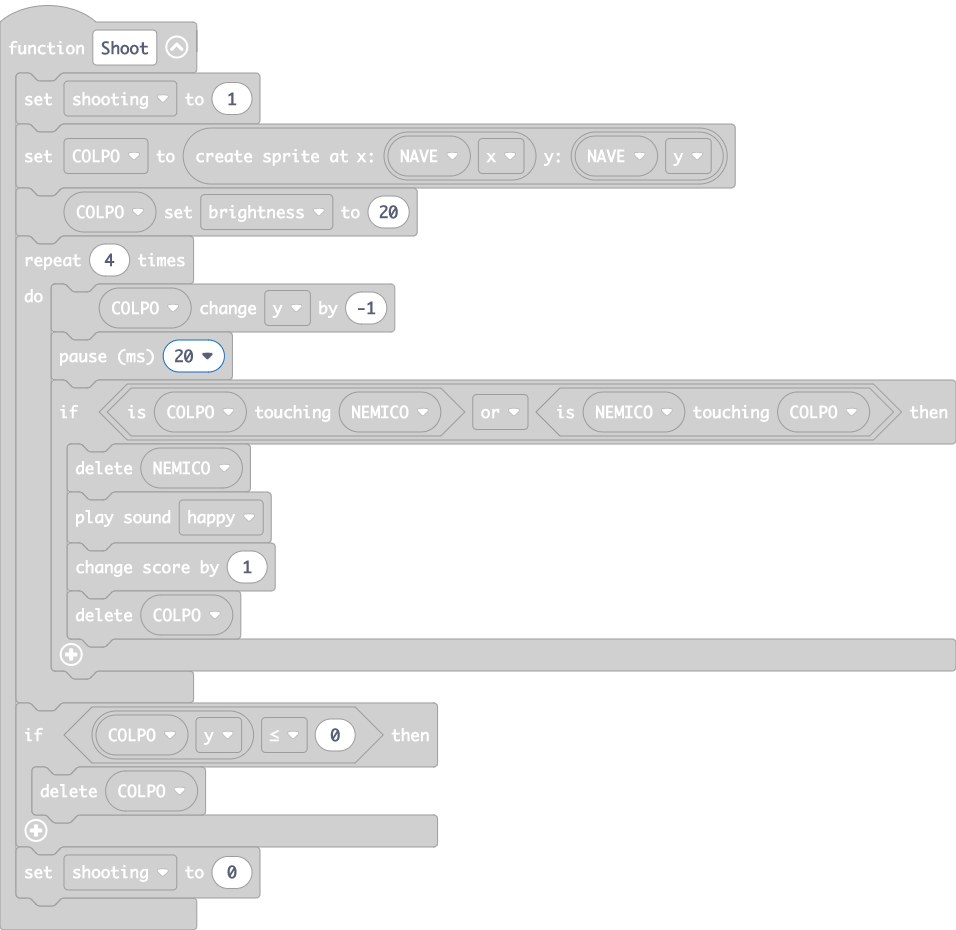 function Shoot
set shooting to 1
set COLPO to create sprite at x: NAVE x y: NAVE y
COLPO set brightness to 20
repeat 4 times
do
COLPO change y by -1
pause (ms) 20
if is COLPO touching NEMICO or is NEMICO touching COLPO then
delete NEMICO
play sound happy
change score by 1
delete COLPO
if COLPO y ≤ 0 then
delete COLPO
set shooting to 0